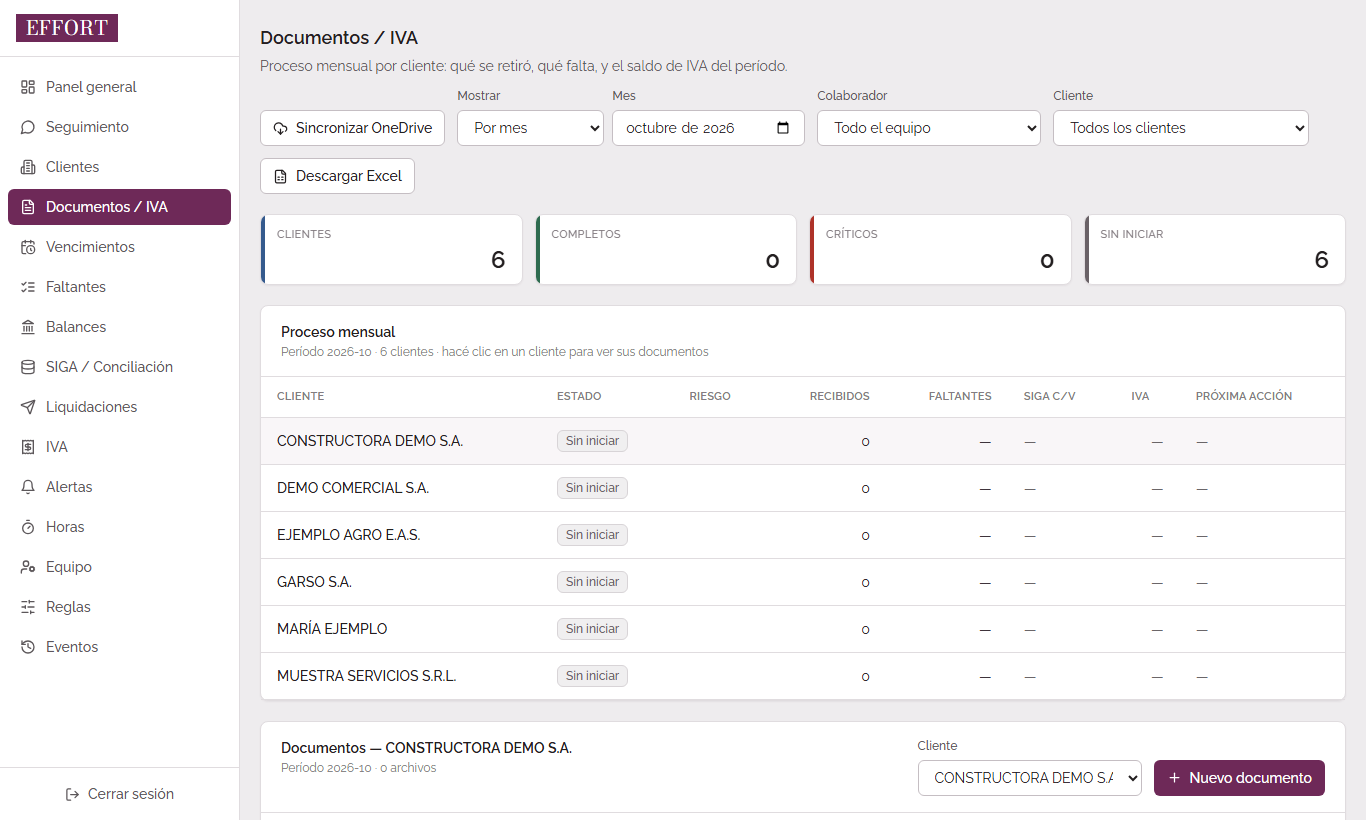 EFFORT
Panel general
Seguimiento
Clientes
Documentos / IVA
Vencimientos
Faltantes
Balances
SIGA / Conciliación
Liquidaciones
IVA
Alertas
Horas
Equipo
Reglas
Eventos
Cerrar sesión
Documentos / IVA
Proceso mensual por cliente: qué se retiró, qué falta, y el saldo de IVA del período.
Sincronizar OneDrive
Mostrar
Por mes
Mes
octubre de 2026
Colaborador
Todo el equipo
Cliente
Todos los clientes
Descargar Excel
CLIENTES
6
COMPLETOS
0
CRÍTICOS
0
SIN INICIAR
6
Proceso mensual
Período 2026-10 · 6 clientes · hacé clic en un cliente para ver sus documentos
CLIENTE ESTADO RIESGO RECIBIDOS FALTANTES SIGA C/V IVA PRÓXIMA ACCIÓN
CONSTRUCTORA DEMO S.A. Sin iniciar 0 — — — —
DEMO COMERCIAL S.A. Sin iniciar 0 — — — —
EJEMPLO AGRO E.A.S. Sin iniciar 0 — — — —
GARSO S.A. Sin iniciar 0 — — — —
MARÍA EJEMPLO Sin iniciar 0 — — — —
MUESTRA SERVICIOS S.R.L. Sin iniciar 0 — — — —
Documentos — CONSTRUCTORA DEMO S.A.
Período 2026-10 · 0 archivos
Cliente
CONSTRUCTORA DEMO S.A
+ Nuevo documento